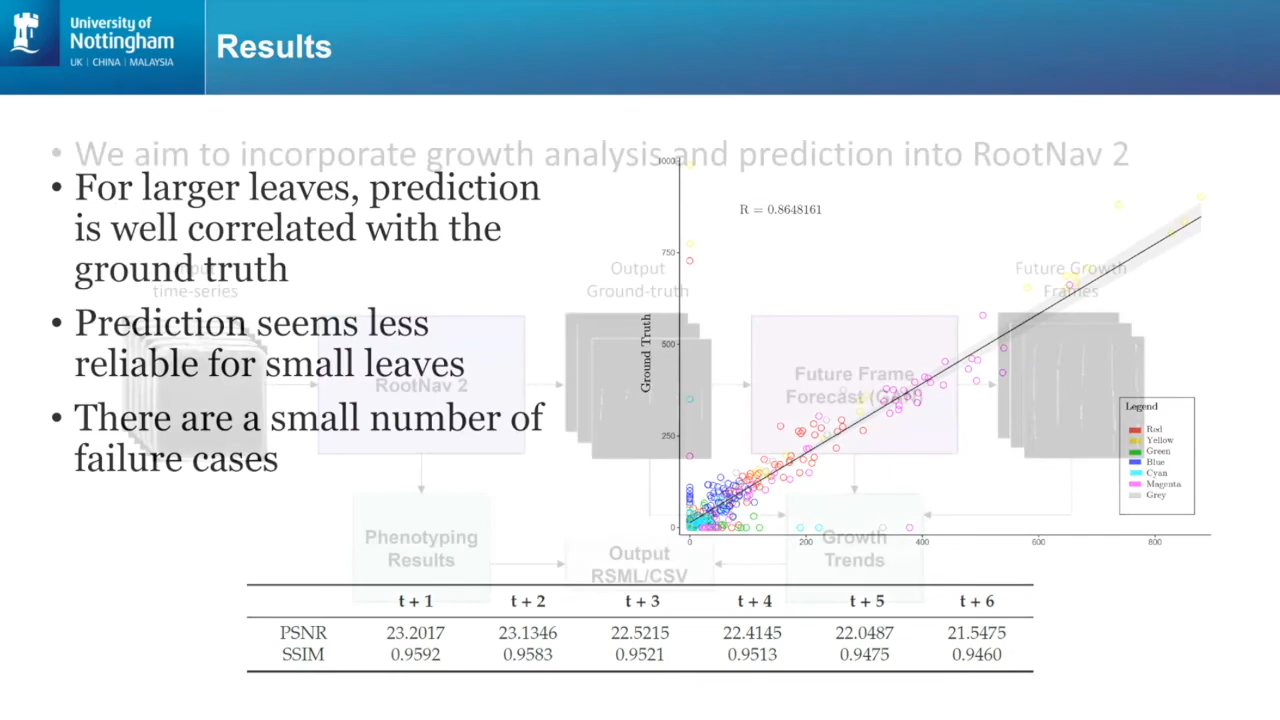 University of
Nottingham
UK | CHINA | MALAYSIA
Results
• We aim to incorporate growth analysis and prediction into RootNav 2
• For larger leaves, prediction
is well correlated with the
ground truth
• Prediction seems less
reliable for small leaves
• There are a small number of
failure cases
Input
time-series
RootNav 2
Output
Ground-truth
Future Frame
Forecast (GAN)
Future Growth
Frames
Phenotyping
Results
Output
RSML/CSV
Growth
Trends
R = 0.8648161
Ground Truth
1000
750
500
250
0
0 200 400 600 800
Legend
Red
Yellow
Green
Blue
Cyan
Magenta
Grey
t + 1 t + 2 t + 3 t + 4 t + 5 t + 6
PSNR 23.2017 23.1346 22.5215 22.4145 22.0487 21.5475
SSIM 0.9592 0.9583 0.9521 0.9513 0.9475 0.9460